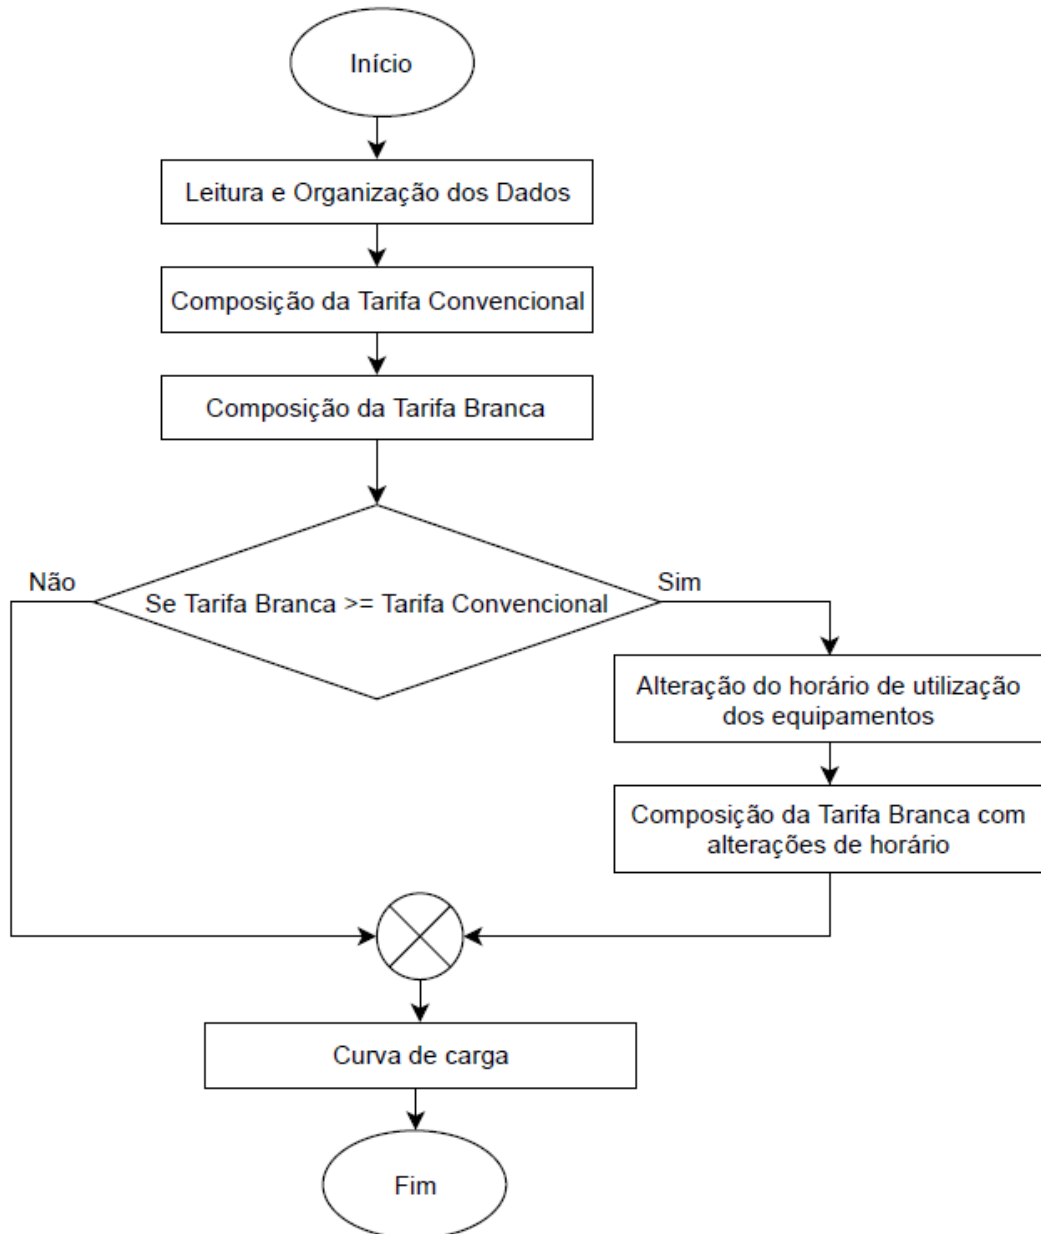 Início
Leitura e Organização dos Dados
Composição da Tarifa Convencional
Composição da Tarifa Branca
Não
Se Tarifa Branca >= Tarifa Convencional
Sim
Alteração do horário de utilização
dos equipamentos
Composição da Tarifa Branca com
alterações de horário
Curva de carga
Fim